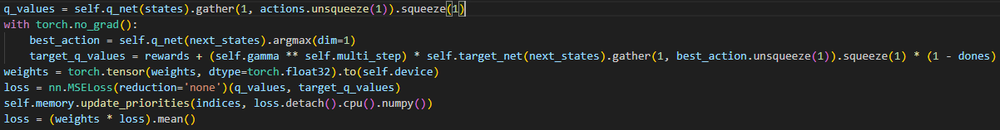 q_values = self.q_net(states).gather(1, actions.unsqueeze(1)).squeeze(1)
with torch.no_grad():
    best_action = self.q_net(next_states).argmax(dim=1)
    target_q_values = rewards + (self.gamma ** self.multi_step) * self.target_net(next_states).gather(1, best_action.unsqueeze(1)).squeeze(1) * (1 - dones)
weights = torch.tensor(weights, dtype=torch.float32).to(self.device)
loss = nn.MSELoss(reduction='none')(q_values, target_q_values)
self.memory.update_priorities(indices, loss.detach().cpu().numpy())
loss = (weights * loss).mean()